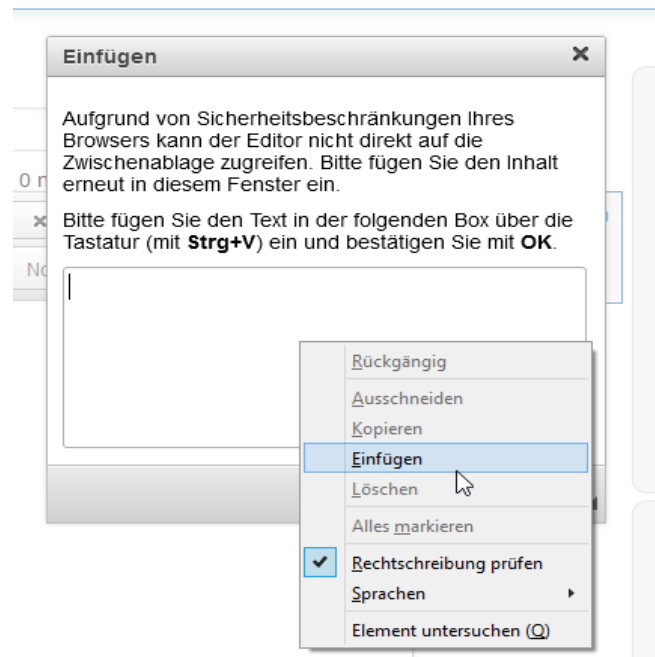 Einfügen
Aufgrund von Sicherheitsbeschränkungen Ihres
Browsers kann der Editor nicht direkt auf die
Zwischenablage zugreifen. Bitte fügen Sie den Inhalt
erneut in diesem Fenster ein.
Bitte fügen Sie den Text in der folgenden Box über die
Tastatur (mit Strg+V) ein und bestätigen Sie mit OK.
0
Rückgängig
Ausschneiden
Kopieren
Einfügen
Löschen
Alles markieren
Rechtschreibung prüfen
Sprachen
Element untersuchen (Q)